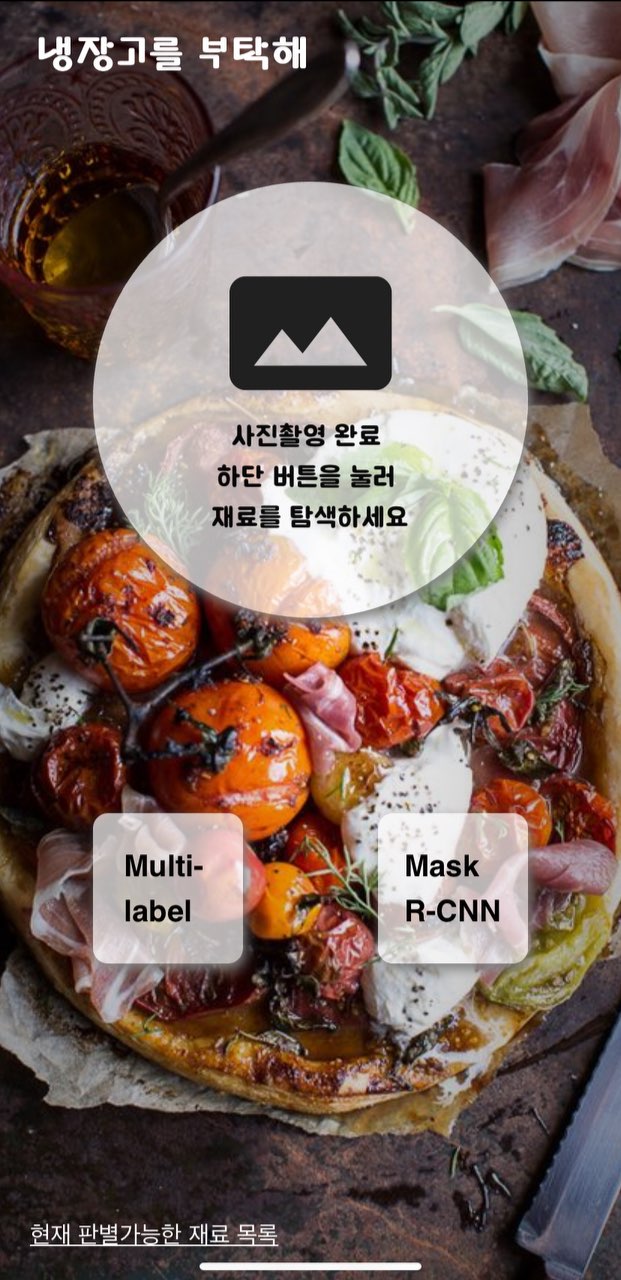 냉장고를 부탁해
사진촬영 완료
하단 버튼을 눌러
재료를 탐색하세요
Multi-
label
Mask
R-CNN
현재 판별가능한 재료 목록